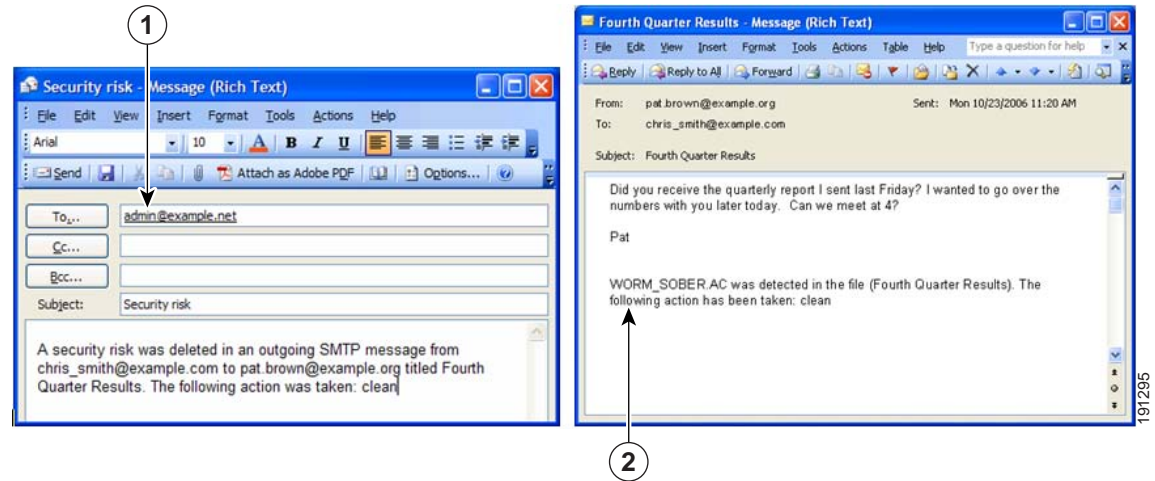 1
Security risk - Message (Rich Text)
File Edit View Insert Format Tools Actions Help
Arial 10 A B I U
Send Attach as Adobe PDF Options...
To... admin@example.net
Cc...
Bcc...
Subject: Security risk
A security risk was deleted in an outgoing SMTP message from
chris_smith@example.com to pat.brown@example.org titled Fourth
Quarter Results. The following action was taken: clean
Fourth Quarter Results - Message (Rich Text)
File Edit View Insert Format Tools Actions Table Help Type a question for help
Reply Reply to All Forward
From: pat.brown@example.org Sent: Mon 10/23/2006 11:20 AM
To: chris_smith@example.com
Subject: Fourth Quarter Results
Did you receive the quarterly report I sent last Friday? I wanted to go over the
numbers with you later today. Can we meet at 4?
Pat
WORM_SOBER.AC was detected in the file (Fourth Quarter Results). The
following action has been taken: clean
2
191295